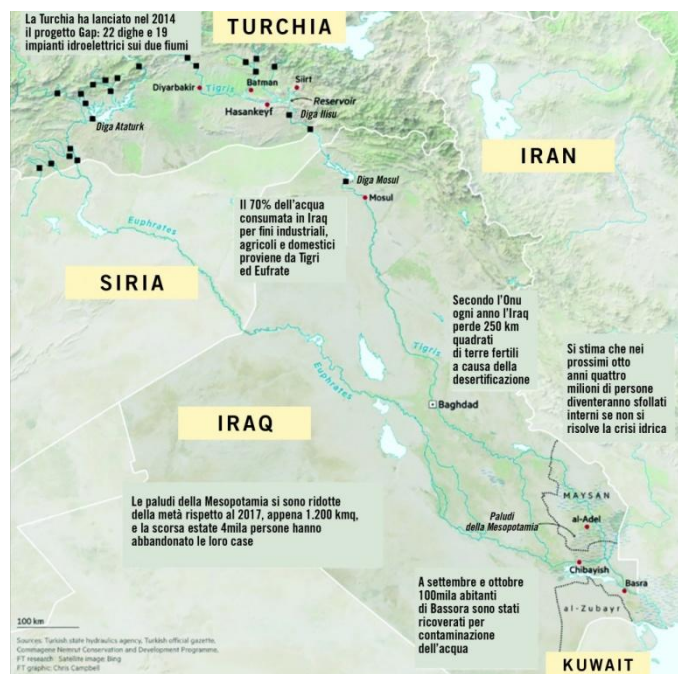 La Turchia ha lanciato nel 2014
il progetto Gap: 22 dighe e 19
impianti idroelettrici sui due fiumi
TURCHIA
Siirt
Batman
Diyarbakir
Tigris
Reservoir
Hasankeyf
Diga Ilisu
Diga Ataturk
IRAN
Diga Mosul
Mosul
Il 70% dell'acqua
consumata in Iraq
per fini industriali,
agricoli e domestici
proviene da Tigri
ed Eufrate
Euphrates
SIRIA
Secondo l'Onu
ogni anno l'Iraq
perde 250 km
quadrati
di terre fertili
a causa della
desertificazione
Tigris
Si stima che nei
prossimi otto
anni quattro
milioni di persone
diventeranno sfollati
interni se non si
risolve la crisi idrica
Euphrates
Baghdad
IRAQ
Le paludi della Mesopotamia si sono ridotte
della metà rispetto al 2017, appena 1.200 kmq,
e la scorsa estate 4mila persone hanno
abbandonato le loro case
MAYSAN
Paludi
della Mesopotamia
al-Adel
Chibayish
Basra
A settembre e ottobre
100mila abitanti
di Bassora sono stati
ricoverati per
contaminazione
dell'acqua
al-Zubayr
100 km
Sources: Turkish state hydraulics agency, Turkish official gazette,
Commagene Nemrut Conservation and Development Programme,
FT research Satellite image: Bing
FT graphic: Chris Campbell
KUWAIT